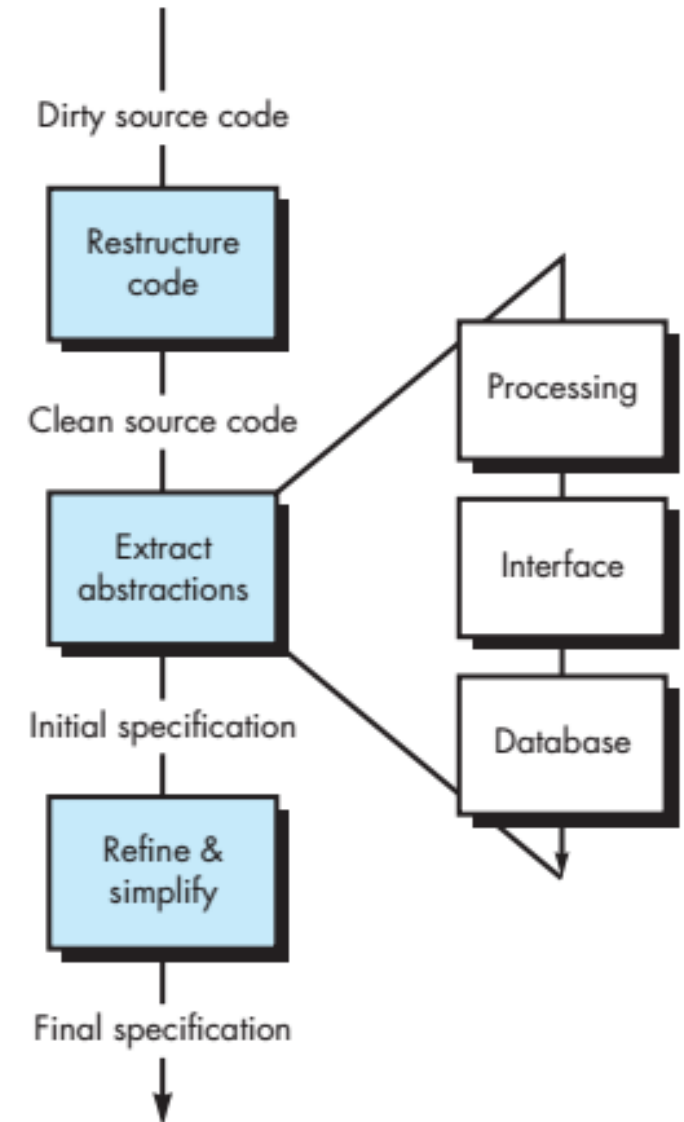 Dirty source code
Restructure
code
Clean source code
Extract
abstractions
Initial specification
Refine &
simplify
Final specification
Processing
Interface
Database